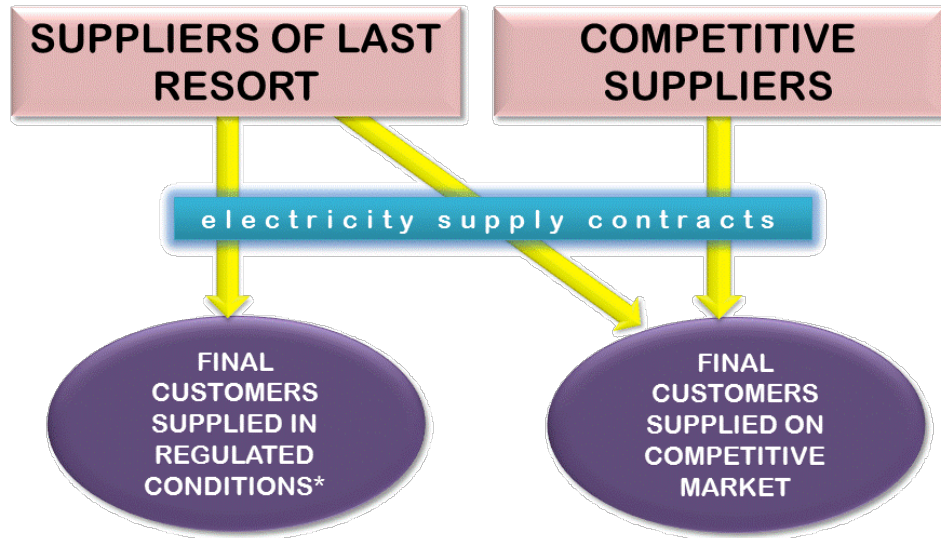 SUPPLIERS OF LAST
RESORT
COMPETITIVE
SUPPLIERS
electricity supply contracts
FINAL
CUSTOMERS
SUPPLIED IN
REGULATED
CONDITIONS*
FINAL
CUSTOMERS
SUPPLIED ON
COMPETITIVE
MARKET